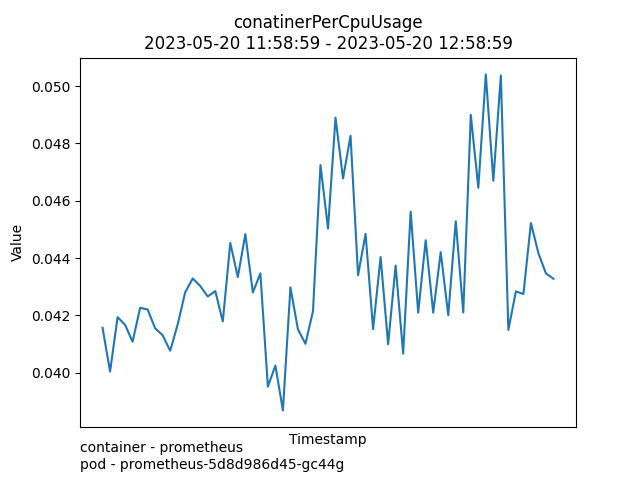 conatinerPerCpuUsage
2023-05-20 11:58:59 - 2023-05-20 12:58:59
0.050
0.048
0.046
0.044
0.042
0.040
Value
Timestamp
container - prometheus
pod - prometheus-5d8d986d45-gc44g